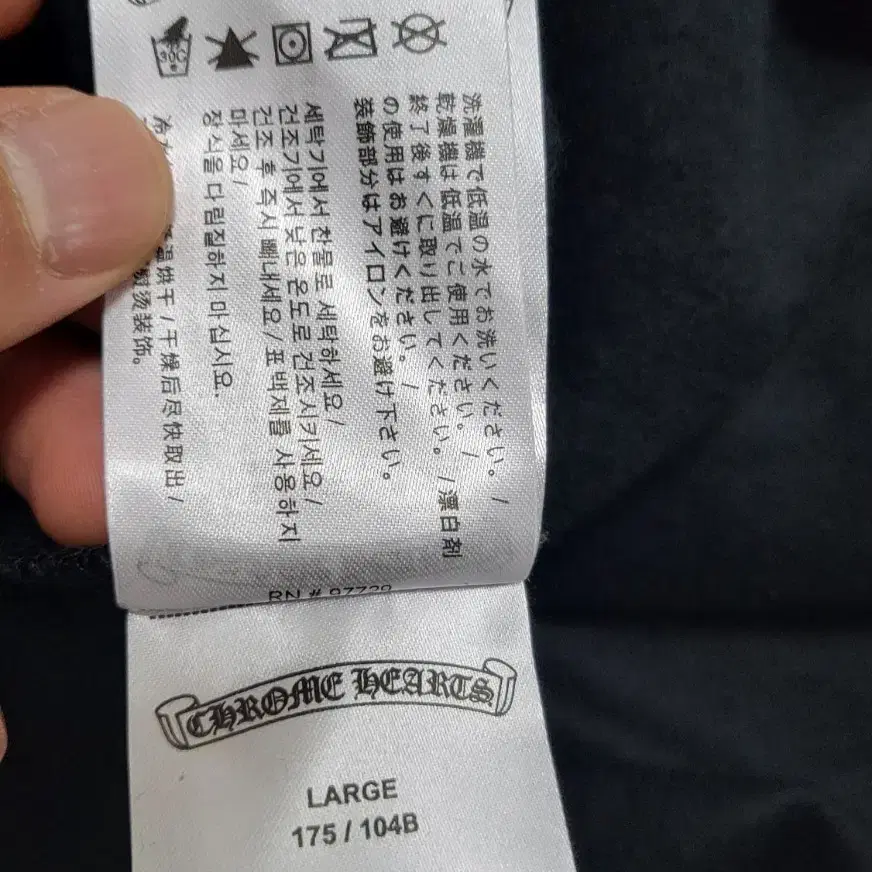 30C
洗濯機で低温の水でお洗いください。/
乾燥機は低温でご使用ください。/
終了後すぐに取り出してください。/漂白剤
の使用はお避けください。/
装飾部分はアイロンをお避け下さい。
세탁기에서 찬물로 세탁하세요/
건조기에서 낮은 온도로 건조시키세요/
건조 후 즉시 빼내세요/표백제를 사용하지
마세요/
장식을 다림질하지 마십시요.
温烘干/干燥后尽快取出/
熨烫装饰。
RN # 97729
CHROME HEARTS
LARGE
175 / 104B